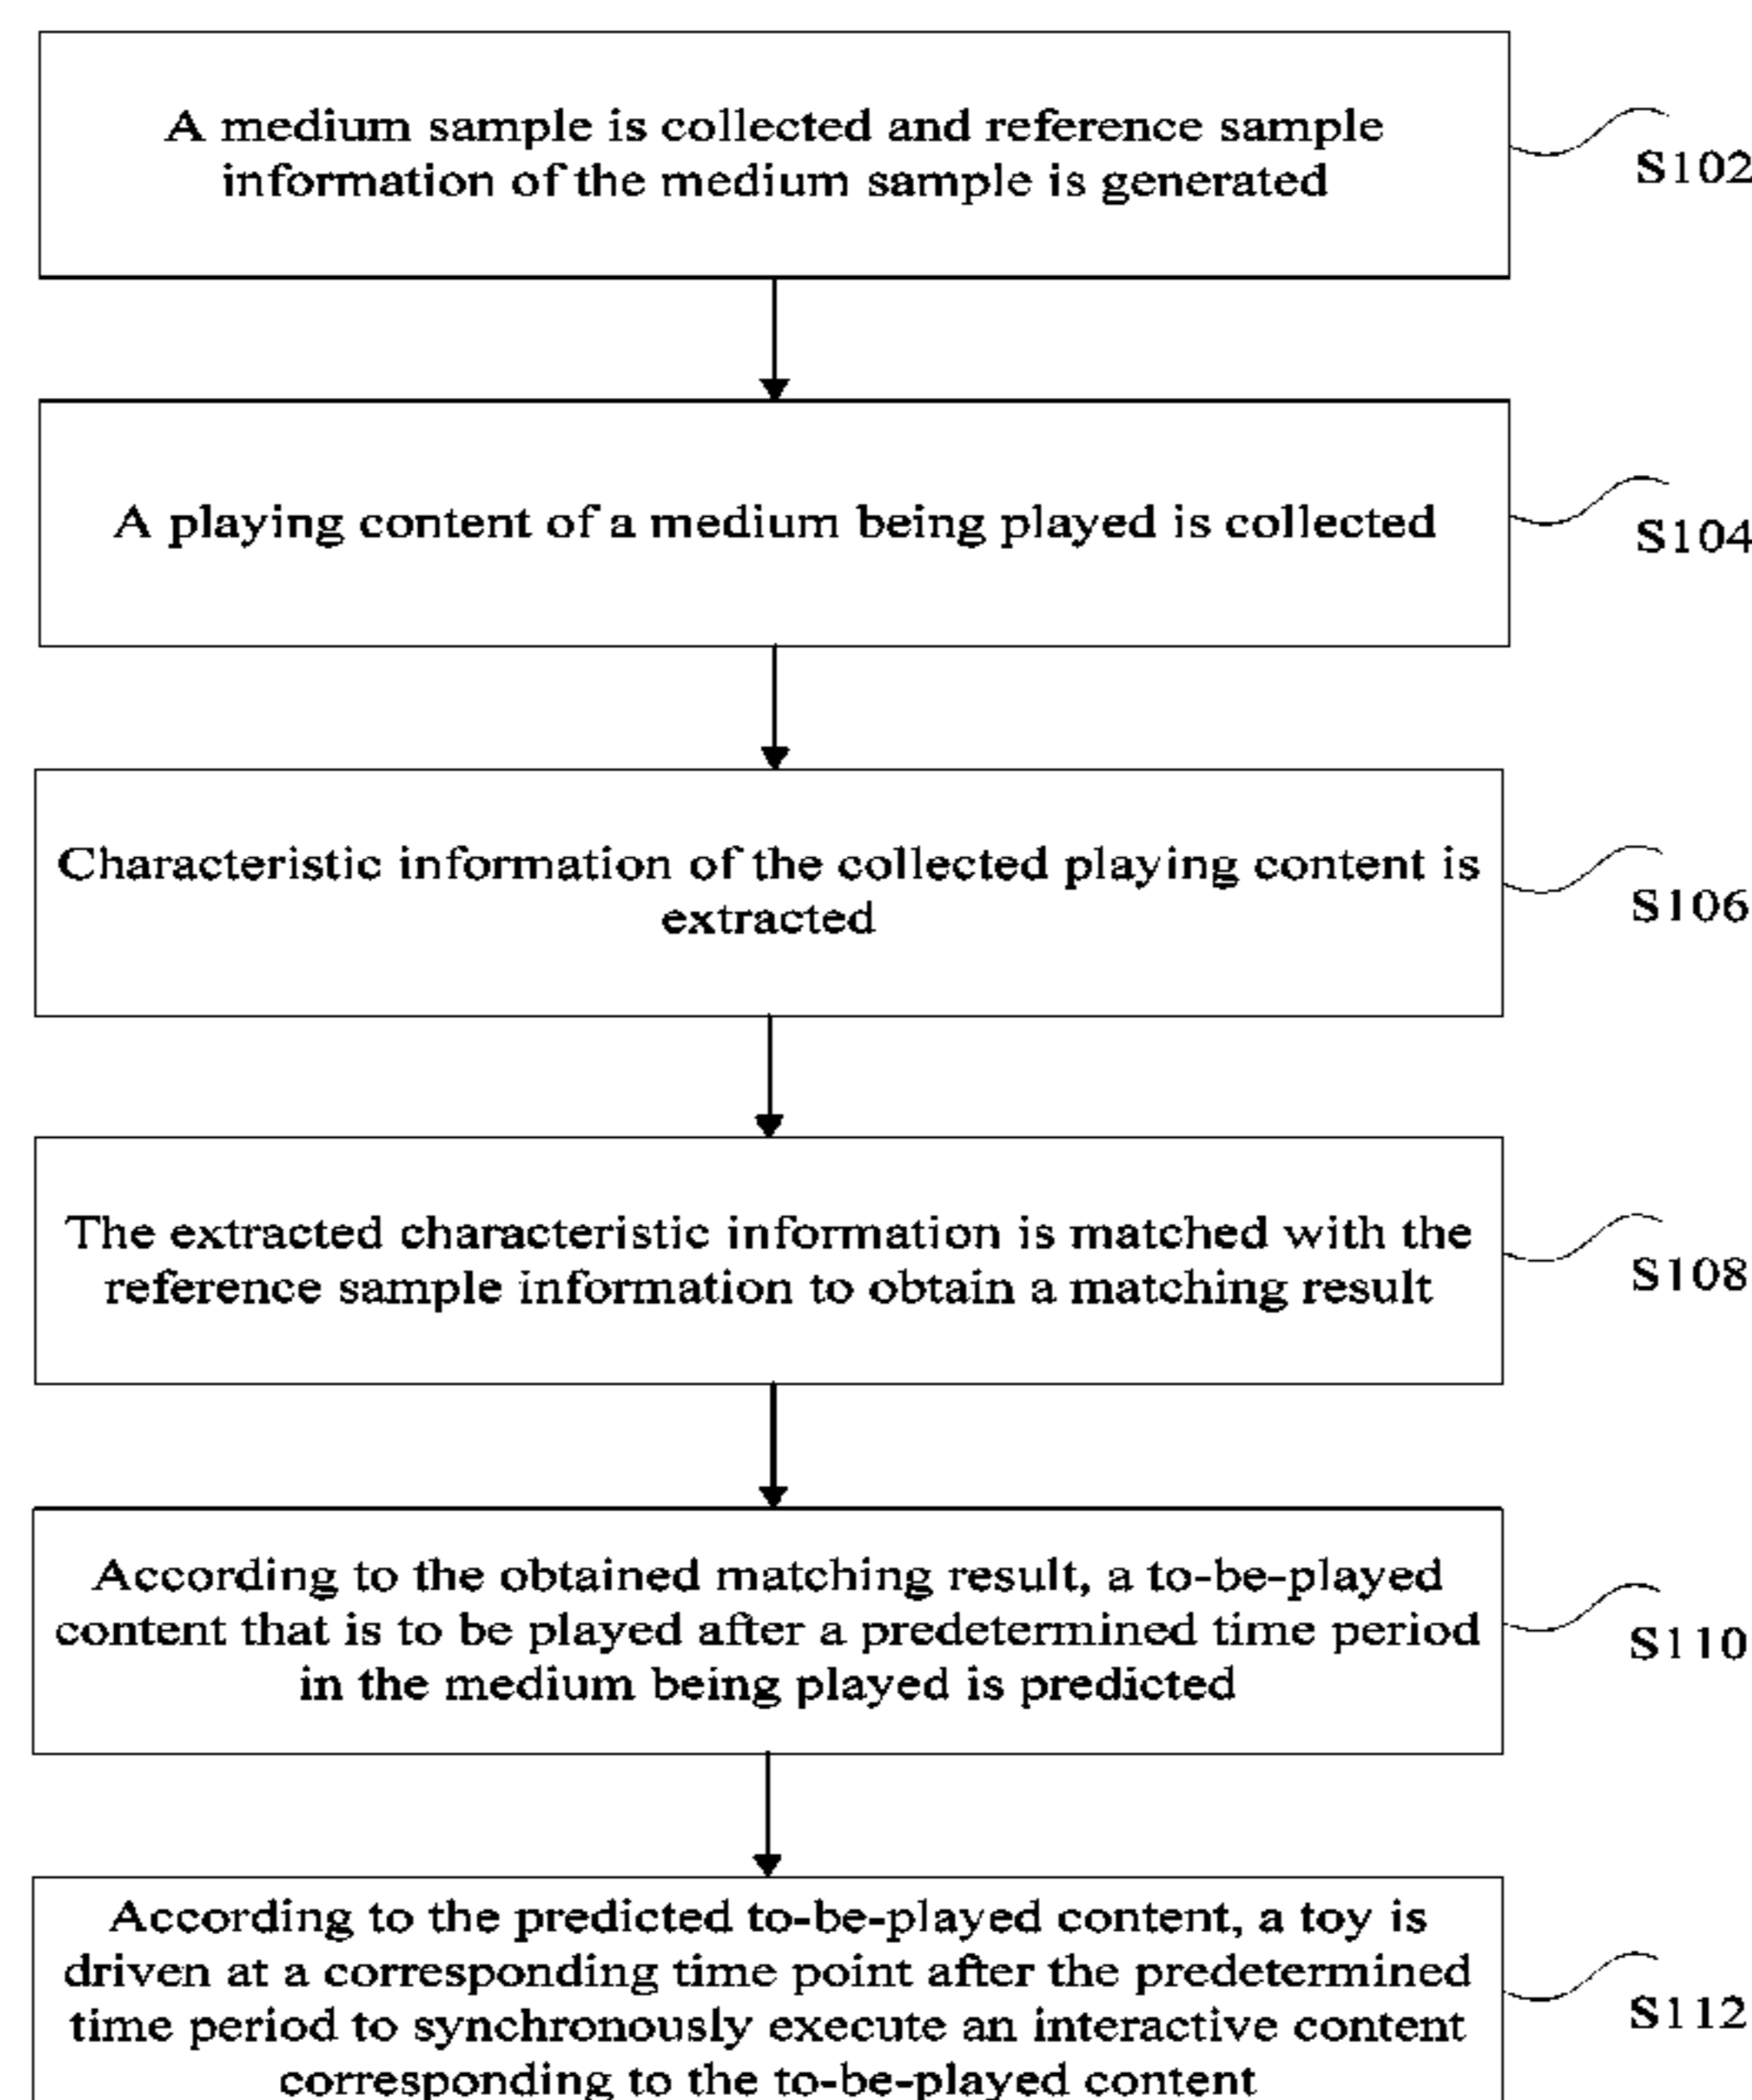 A medium sample is collected and reference sample
information of the medium sample is generated
S102
A playing content of a medium being played is collected
S104
Characteristic information of the collected playing content is
extracted
S106
The extracted characteristic information is matched with the
reference sample information to obtain a matching result
S108
According to the obtained matching result, a to-be-played
content that is to be played after a predetermined time period
in the medium being played is predicted
S110
According to the predicted to-be-played content, a toy is
driven at a corresponding time point after the predetermined
time period to synchronously execute an interactive content
corresponding to the to-be-played content
S112